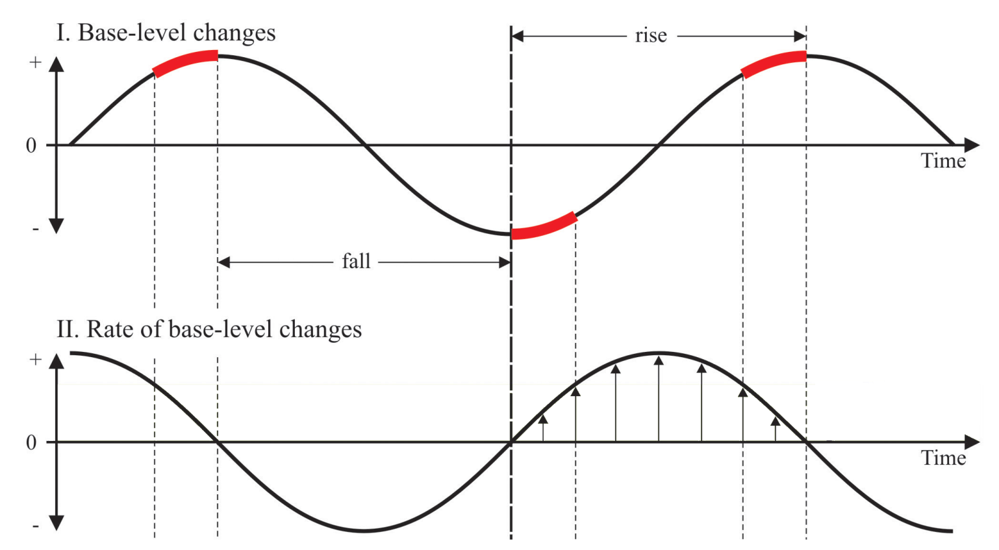 I. Base-level changes
rise
+
0
Time
-
fall
II. Rate of base-level changes
+
0
Time
-